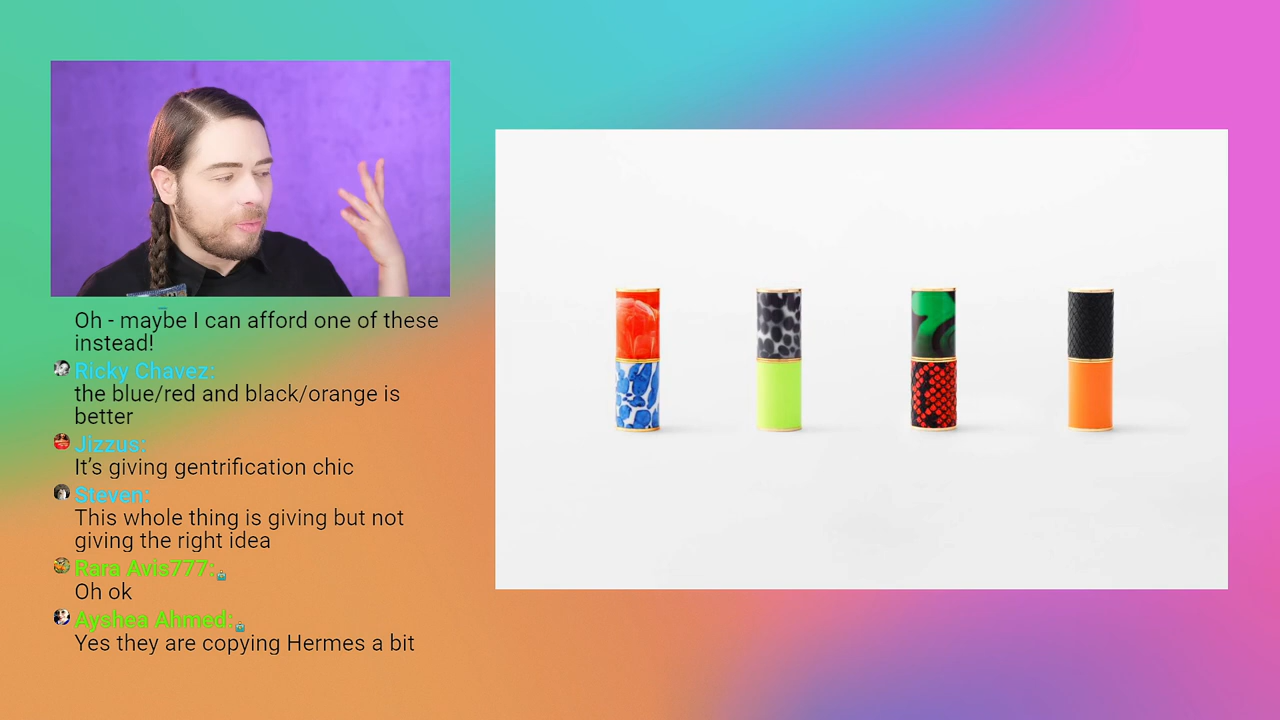 Oh - maybe I can afford one of these
instead!
Ricky Chavez:
the blue/red and black/orange is
better
Jizzus:
It's giving gentrification chic
Steven:
This whole thing is giving but not
giving the right idea
Rara Avis777:
Oh ok
Ayshea Ahmed:
Yes they are copying Hermes a bit